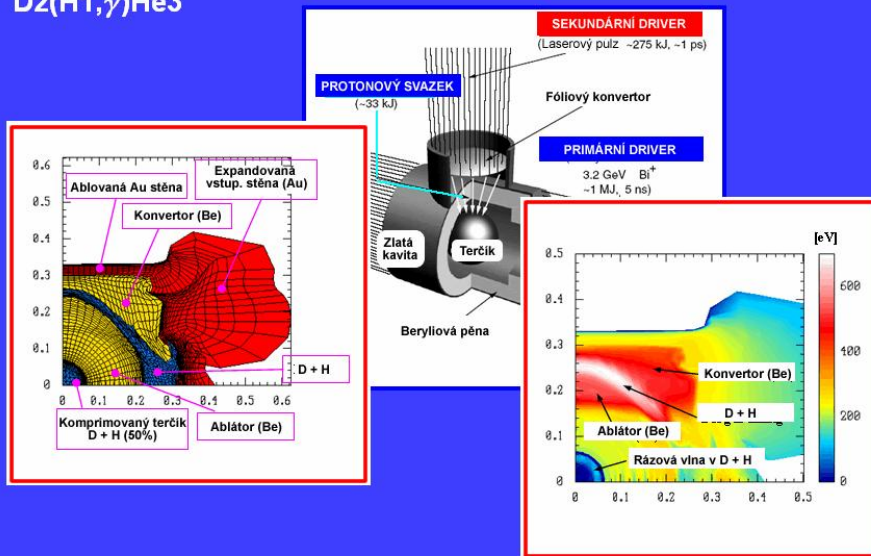 D2(H1,γ)He3
SEKUNDÁRNÍ DRIVER
(Laserový pulz ~275 kJ, ~1 ps)
PROTONOVÝ SVAZEK
(~33 kJ)
Fóliový konvertor
PRIMÁRNÍ DRIVER
3.2 GeV Bi+
~1 MJ, 5 ns)
Zlatá
kavita
Terčík
Beryliová pěna
0.6
0.5
0.4
0.3
0.2
0.1
0
Ablovaná Au stěna
Expandovaná
vstup. stěna (Au)
Konvertor (Be)
D + H
0 0.1 0.2 0.3 0.4 0.5 0.6
Komprimovaný terčík
D + H (50%)
Ablátor (Be)
[eV]
0.5
0.4
0.3
0.2
0.1
0
600
400
200
0
Konvertor (Be)
D + H
Ablátor (Be)
Rázová vlna v D + H
0 0.1 0.2 0.3 0.4 0.5